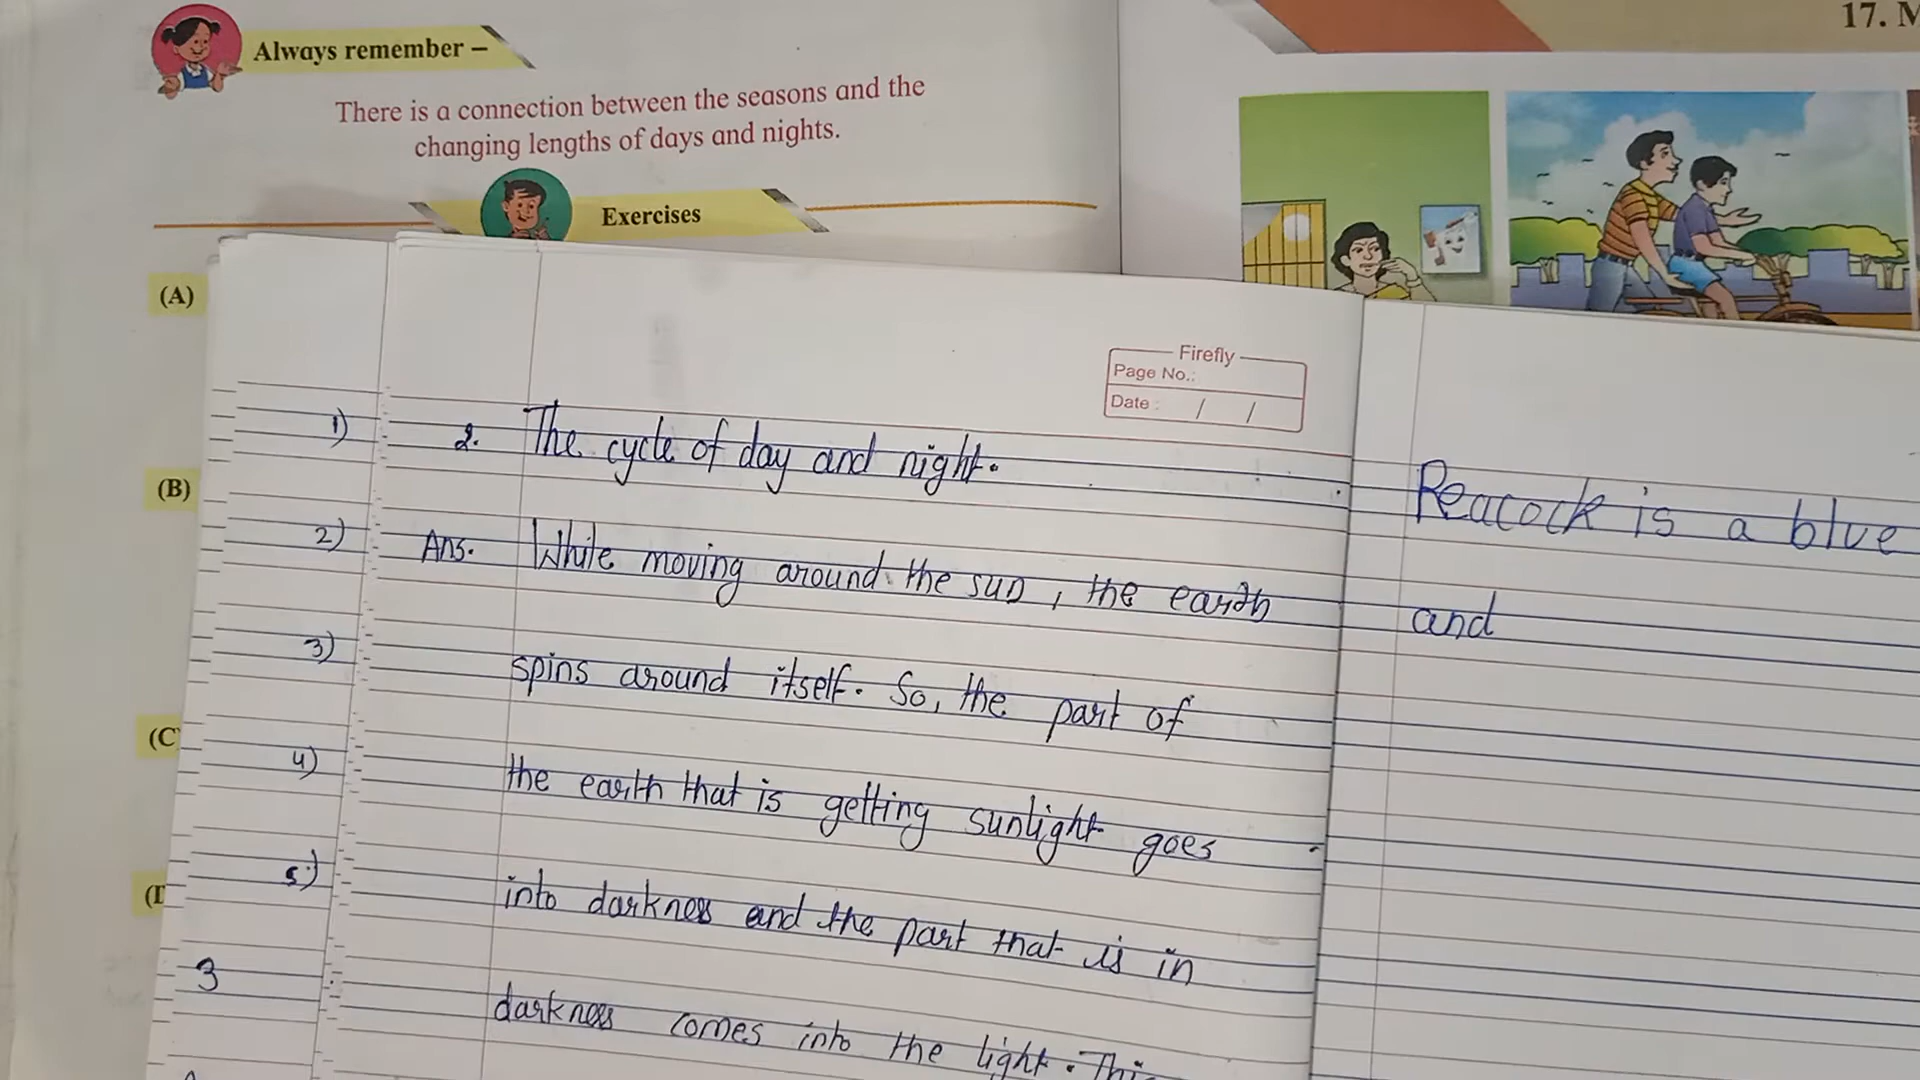 Always remember –
There is a connection between the seasons and the
changing lengths of days and nights.
Exercises
(A)
(B)
(C
17. M
Firefly
Page No.:
Date : / /
1)
2. The cycle of day and night.
2)
Ans. While moving around the sun, the earth
3)
spins around itself. So, the part of
4)
the earth that is getting sunlight goes
5)
into darkness and the part that is in
3
darkness comes into the light. This
Peacock is a blue
and